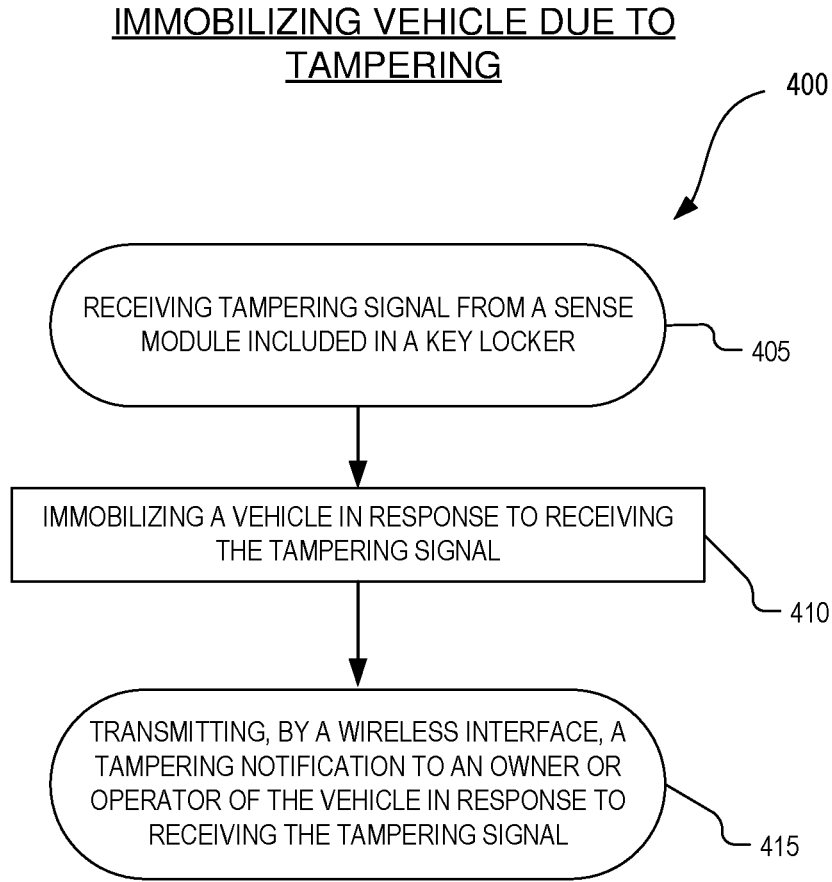 IMMOBILIZING VEHICLE DUE TO
TAMPERING
400
RECEIVING TAMPERING SIGNAL FROM A SENSE
MODULE INCLUDED IN A KEY LOCKER
405
IMMOBILIZING A VEHICLE IN RESPONSE TO RECEIVING
THE TAMPERING SIGNAL
410
TRANSMITTING, BY A WIRELESS INTERFACE, A
TAMPERING NOTIFICATION TO AN OWNER OR
OPERATOR OF THE VEHICLE IN RESPONSE TO
RECEIVING THE TAMPERING SIGNAL
415